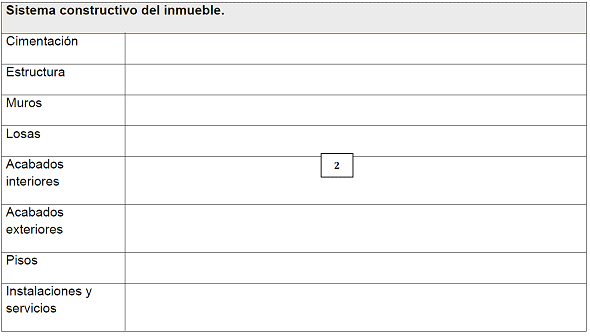 Sistema constructivo del inmueble.
Cimentación
Estructura
Muros
Losas
Acabados
interiores
2
Acabados
exteriores
Pisos
Instalaciones y
servicios